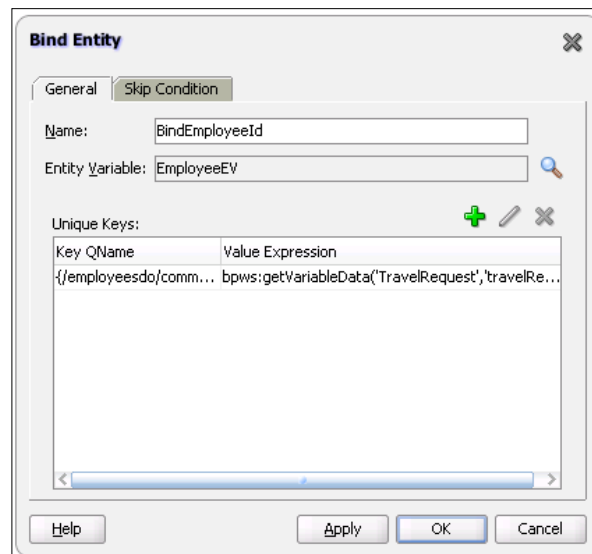 Bind Entity
General Skip Condition
Name: BindEmployeeId
Entity Variable: EmployeeEV
Unique Keys:
Key QName Value Expression
{/employeesdo/comm... bpws:getVariableData('TravelRequest','travelRe...
Help Apply OK Cancel